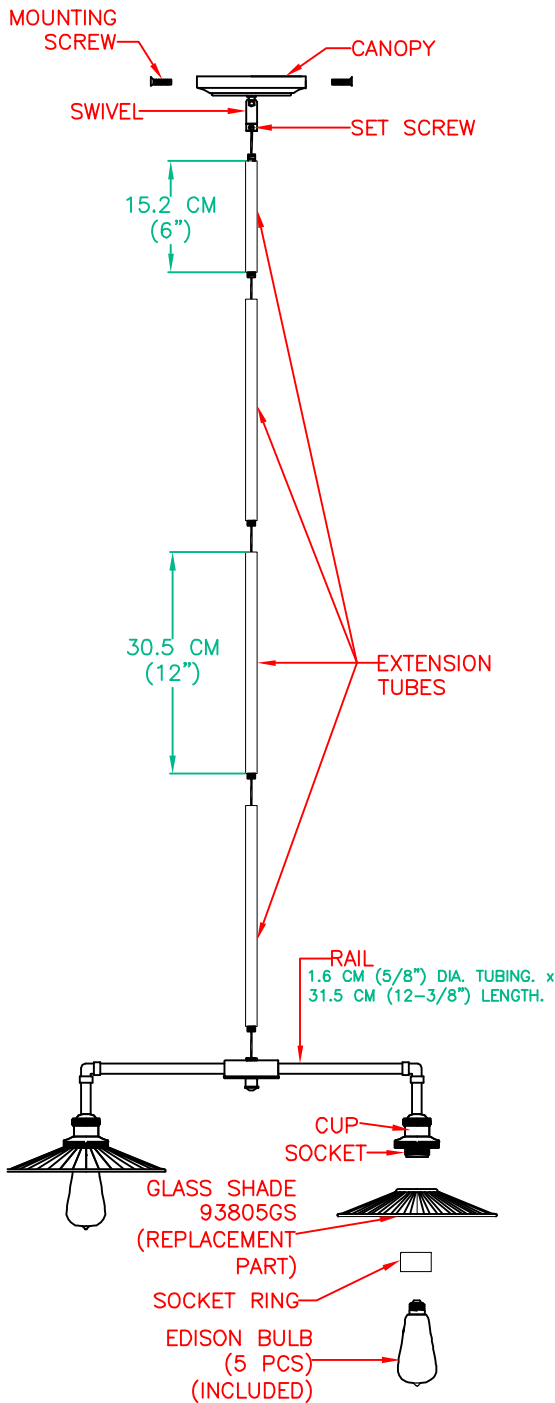 MOUNTING
SCREW
CANOPY
SWIVEL
SET SCREW
15.2 CM
(6”)
30.5 CM
(12”)
EXTENSION
TUBES
RAIL
1.6 CM (5/8”) DIA. TUBING. x
31.5 CM (12-3/8”) LENGTH.
CUP
SOCKET
GLASS SHADE
93805GS
(REPLACEMENT
PART)
SOCKET RING
EDISON BULB
(5 PCS)
(INCLUDED)